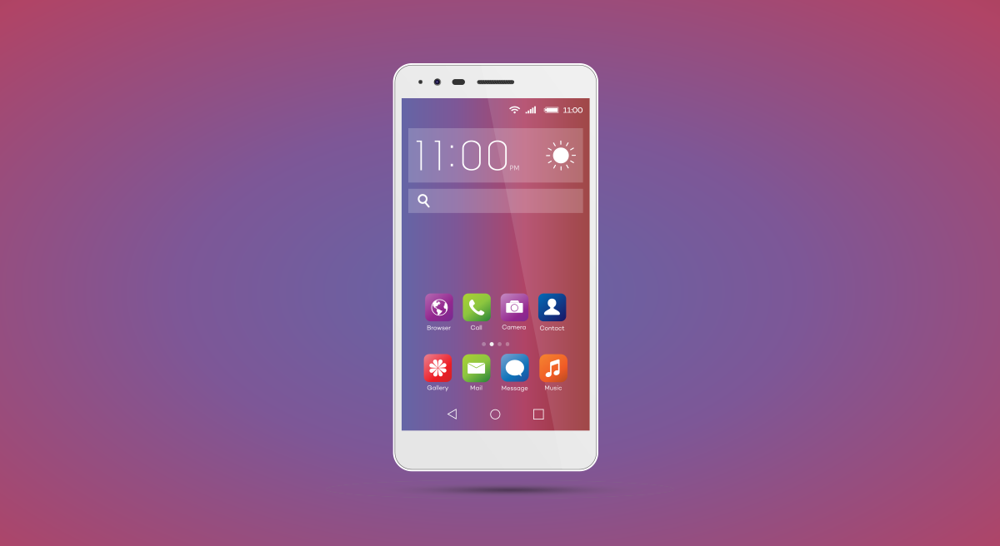 11:00
11:00 PM
Browser Call Camera Contact
Gallery Mail Message Music